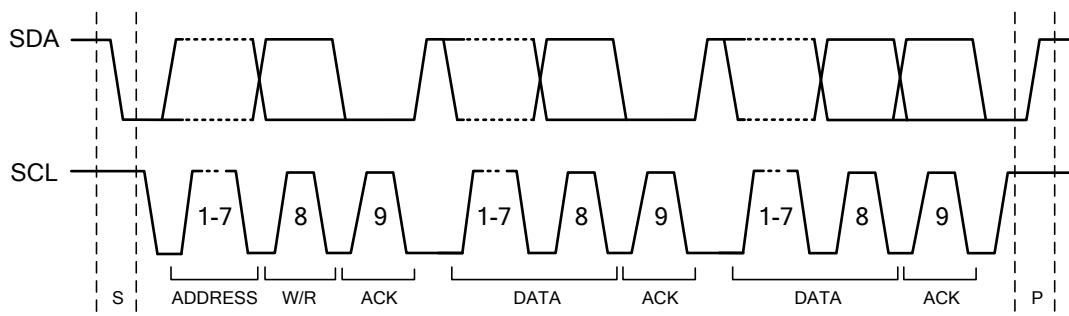 SDA
SCL
1-7 8 9 1-7 8 9 1-7 8 9
S ADDRESS W/R ACK DATA ACK DATA ACK P